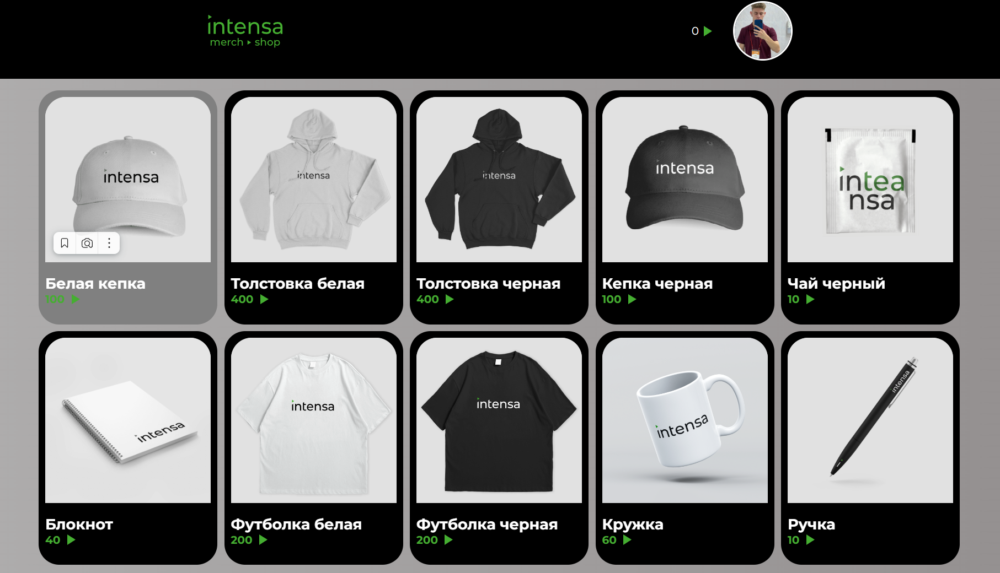 intensa
merch shop
0
intensa
intensa
intensa
intensa
intea
nsa
Белая кепка
100
Толстовка белая
400
Толстовка черная
400
Кепка черная
100
Чай черный
10
intensa
intensa
intensa
intensa
intensa
Блокнот
40
Футболка белая
200
Футболка черная
200
Кружка
60
Ручка
10